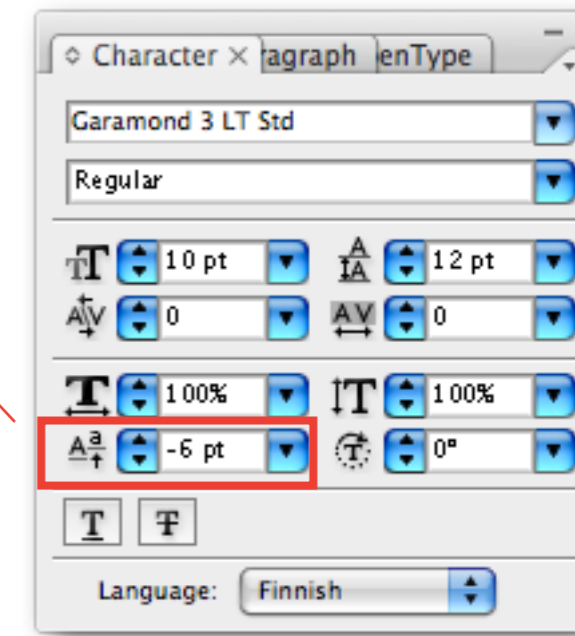 Character × ragraph enType
Garamond 3 LT Std
Regular
10 pt 12 pt
0 0
100% 100%
-6 pt 0°
Language: Finnish